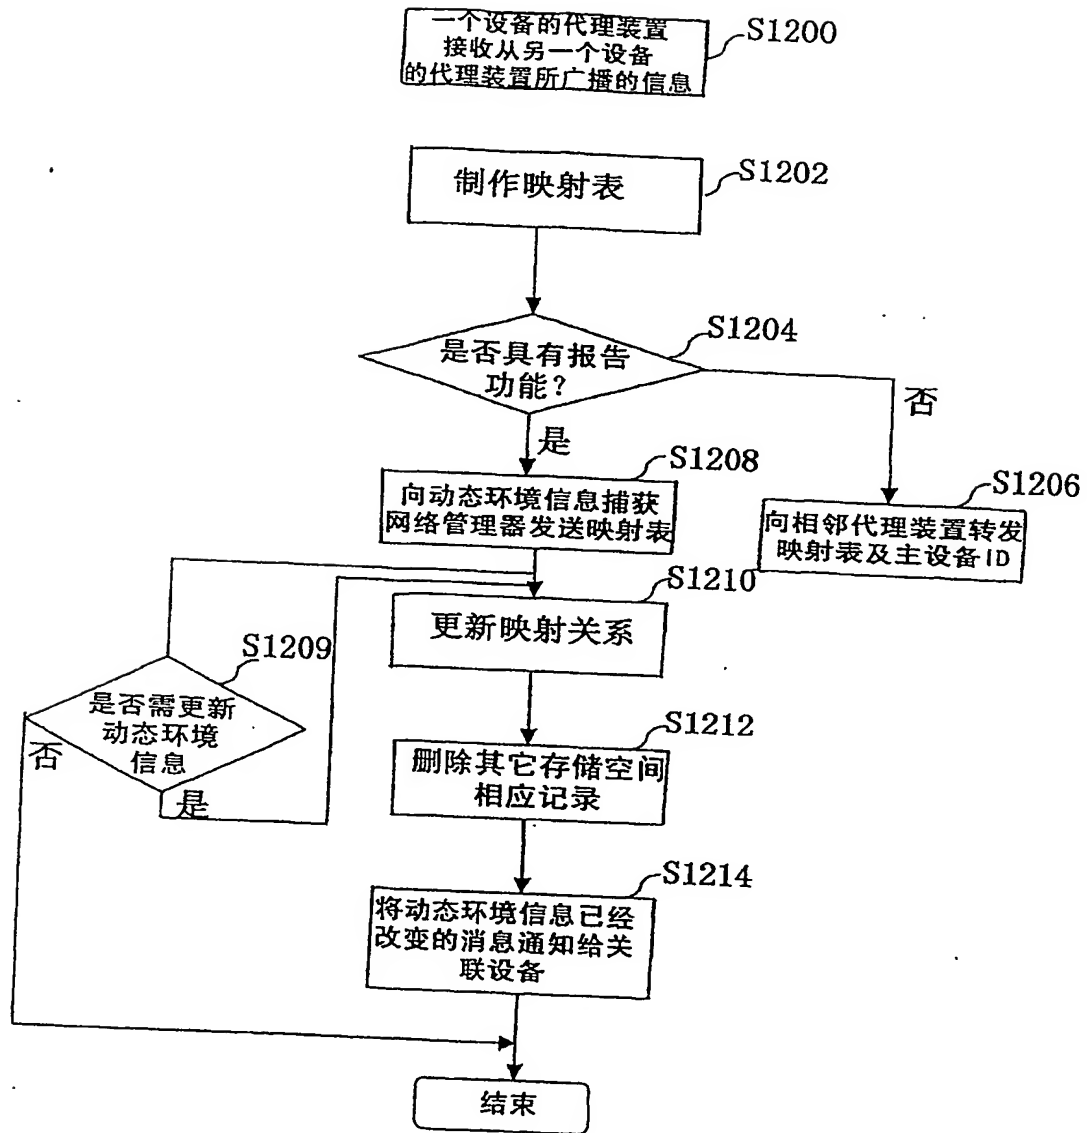 一个设备的代理装置
接收从另一个设备
的代理装置所广播的信息
S1200
制作映射表
S1202
是否具有报告
功能?
S1204
否
是
向动态环境信息捕获
网络管理器发送映射表
S1208
向相邻代理装置转发
映射表及主设备ID
S1206
更新映射关系
S1210
是否需更新
动态环境
信息
S1209
否
是
删除其它存储空间
相应记录
S1212
将动态环境信息已经
改变的消息通知给关
联设备
S1214
结束